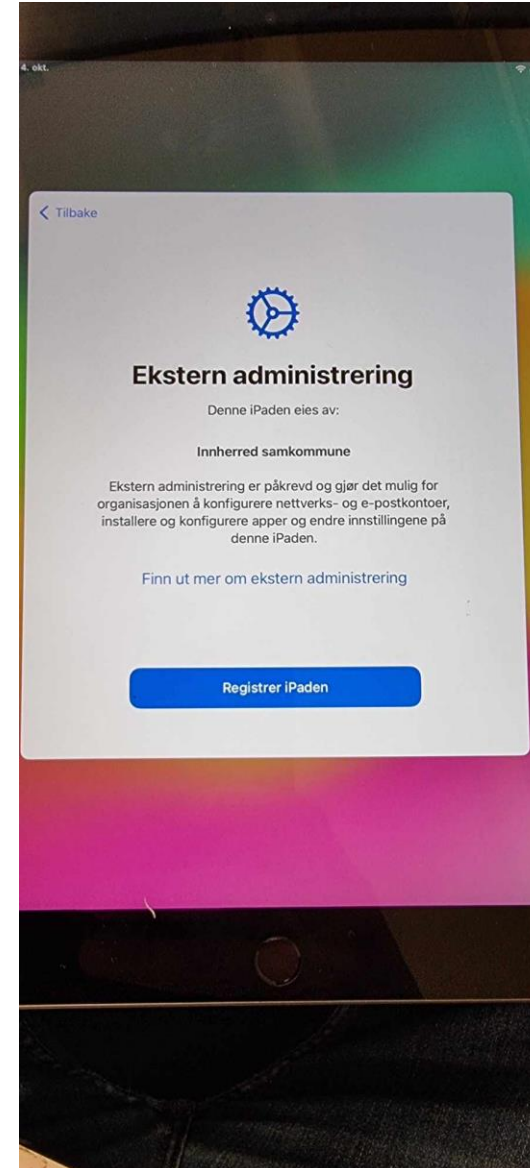 4. okt.
Tilbake
Ekstern administrering
Denne iPaden eies av:
Innherred samkommune
Ekstern administrering er påkrevd og gjør det mulig for
organisasjonen å konfigurere nettverks- og e-postkontoer,
installere og konfigurere apper og endre innstillingene på
denne iPaden.
Finn ut mer om ekstern administrering
Registrer iPaden